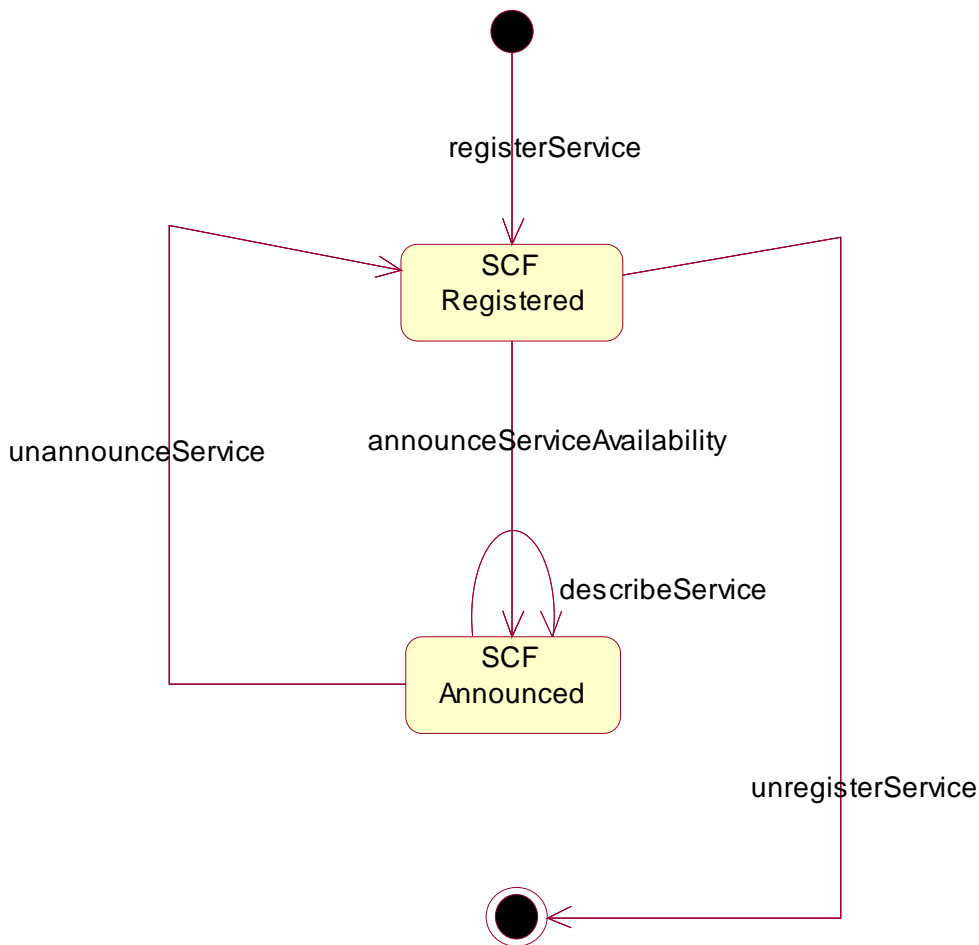 registerService
SCF
Registered
unannounceService
announceServiceAvailability
describeService
SCF
Announced
unregisterService